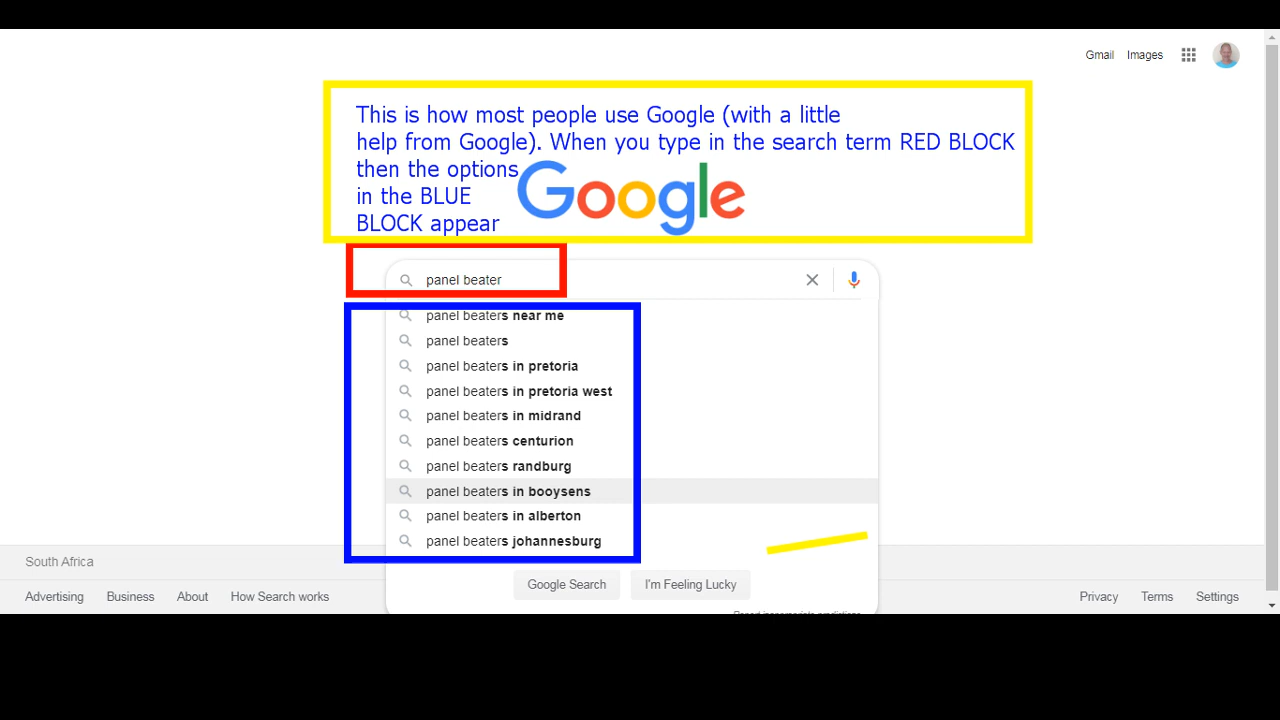 Gmail Images
This is how most people use Google (with a little
help from Google). When you type in the search term RED BLOCK
then the options
in the BLUE
BLOCK appear
Google
panel beater
panel beaters near me
panel beaters
panel beaters in pretoria
panel beaters in pretoria west
panel beaters in midrand
panel beaters centurion
panel beaters randburg
panel beaters in booysens
panel beaters in alberton
panel beaters johannesburg
South Africa
Google Search I'm Feeling Lucky
Advertising Business About How Search works Privacy Terms Settings